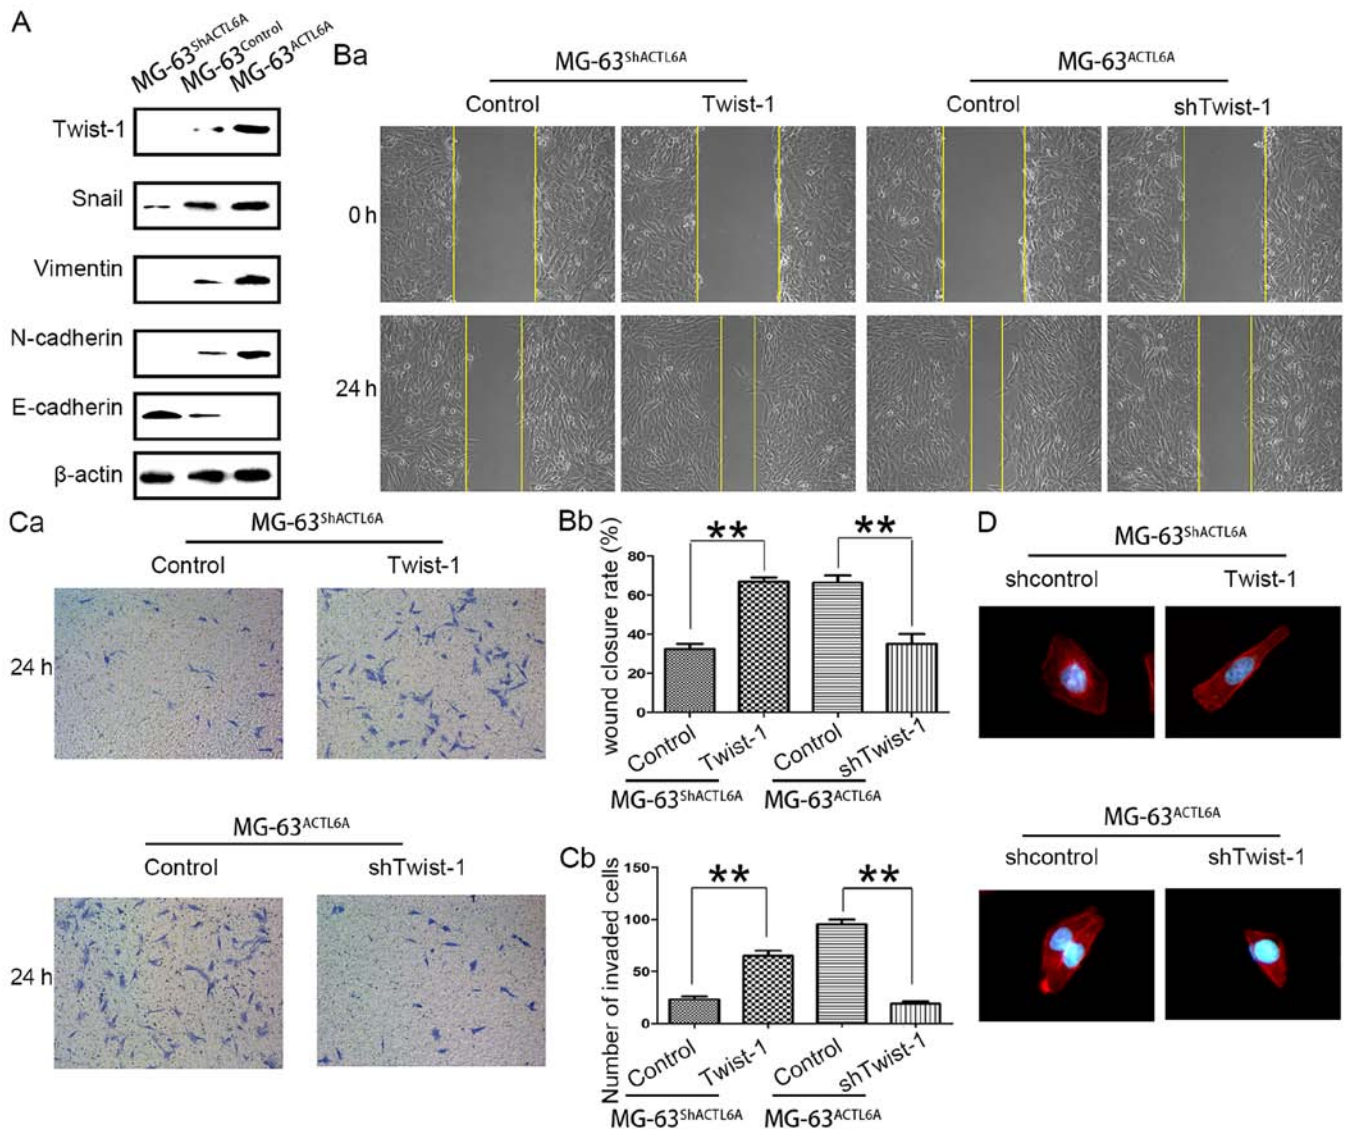 A
MG-63ShACTL6A
MG-63Control
MG-63ACTL6A
Twist-1
Snail
Vimentin
N-cadherin
E-cadherin
β-actin
Ba
MG-63ShACTL6A
MG-63ACTL6A
Control
Twist-1
Control
shTwist-1
0 h
24 h
Ca
MG-63ShACTL6A
Control
Twist-1
24 h
MG-63ACTL6A
Control
shTwist-1
24 h
Bb
wound closure rate (%)
80
60
40
20
0
**
**
Control
Twist-1
Control
shTwist-1
MG-63ShACTL6A
MG-63ACTL6A
Cb
Number of invaded cells
150
100
50
0
**
**
Control
Twist-1
Control
shTwist-1
MG-63ShACTL6A
MG-63ACTL6A
D
MG-63ShACTL6A
shcontrol
Twist-1
MG-63ACTL6A
shcontrol
shTwist-1